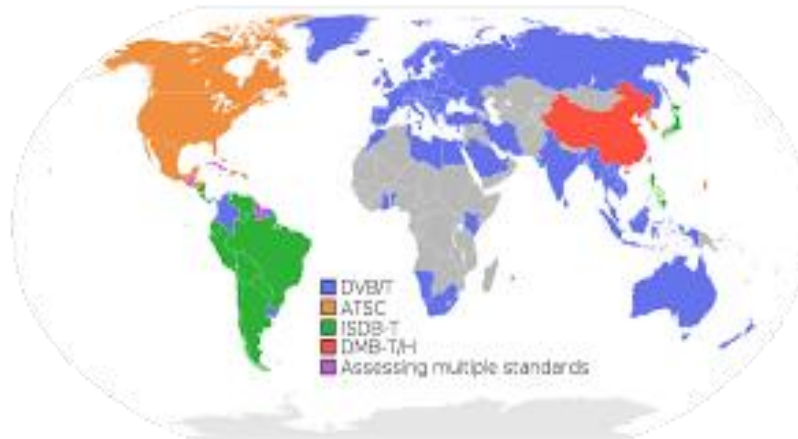 DVB/T
ATSC
ISDB-T
DMB-T/H
Assessing multiple standards